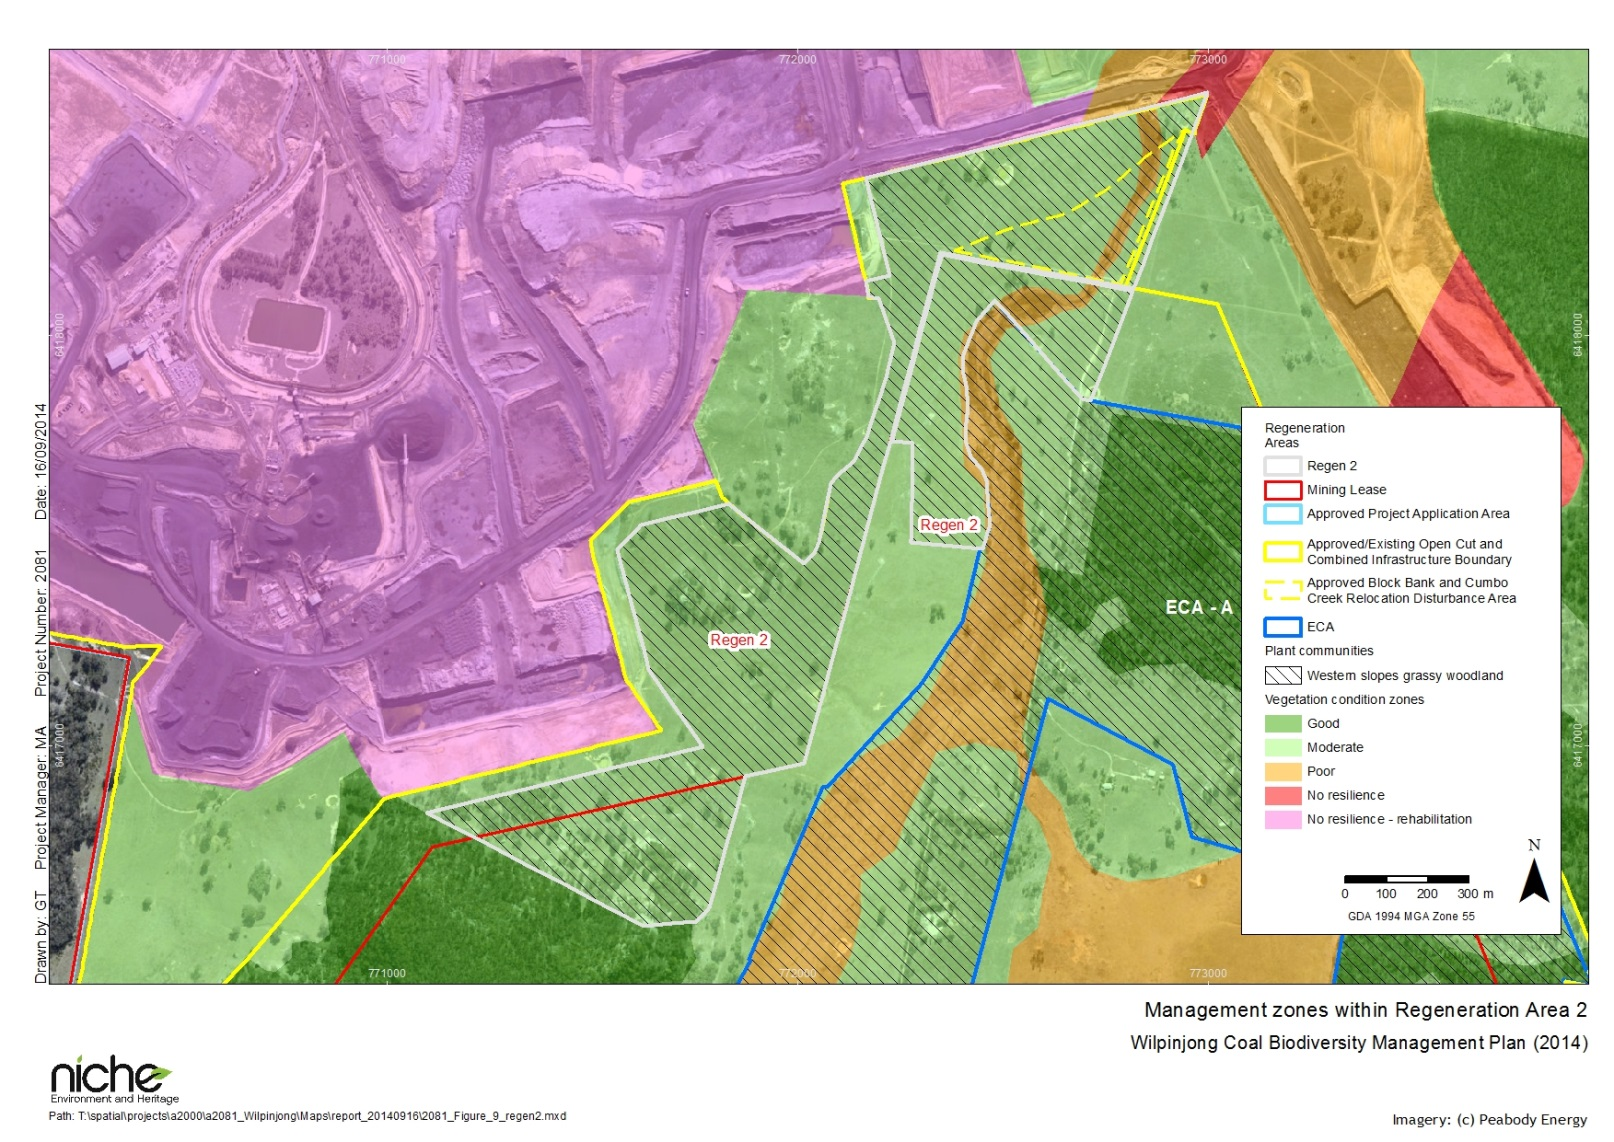 771000
772000
773000
6418000
6418000
Regeneration
Areas
Regen 2
Mining Lease
Approved Project Application Area
Approved/Existing Open Cut and
Combined Infrastructure Boundary
Approved Block Bank and Cumbo
Creek Relocation Disturbance Area
ECA
Plant communities
Western slopes grassy woodland
Vegetation condition zones
Good
Moderate
Poor
No resilience
No resilience - rehabilitation
N
0 100 200 300 m
GDA 1994 MGA Zone 55
Regen 2
Regen 2
ECA - A
6417000
6417000
771000
772000
773000
Drawn by: GT Project Manager: MA Project Number: 2081 Date: 16/09/2014
Management zones within Regeneration Area 2
Wilpinjong Coal Biodiversity Management Plan (2014)
niche
Environment and Heritage
Path: T:\spatial\projects\a2000\a2081_Wilpinjong\Maps\report_20140916\2081_Figure_9_regen2.mxd
Imagery: (c) Peabody Energy